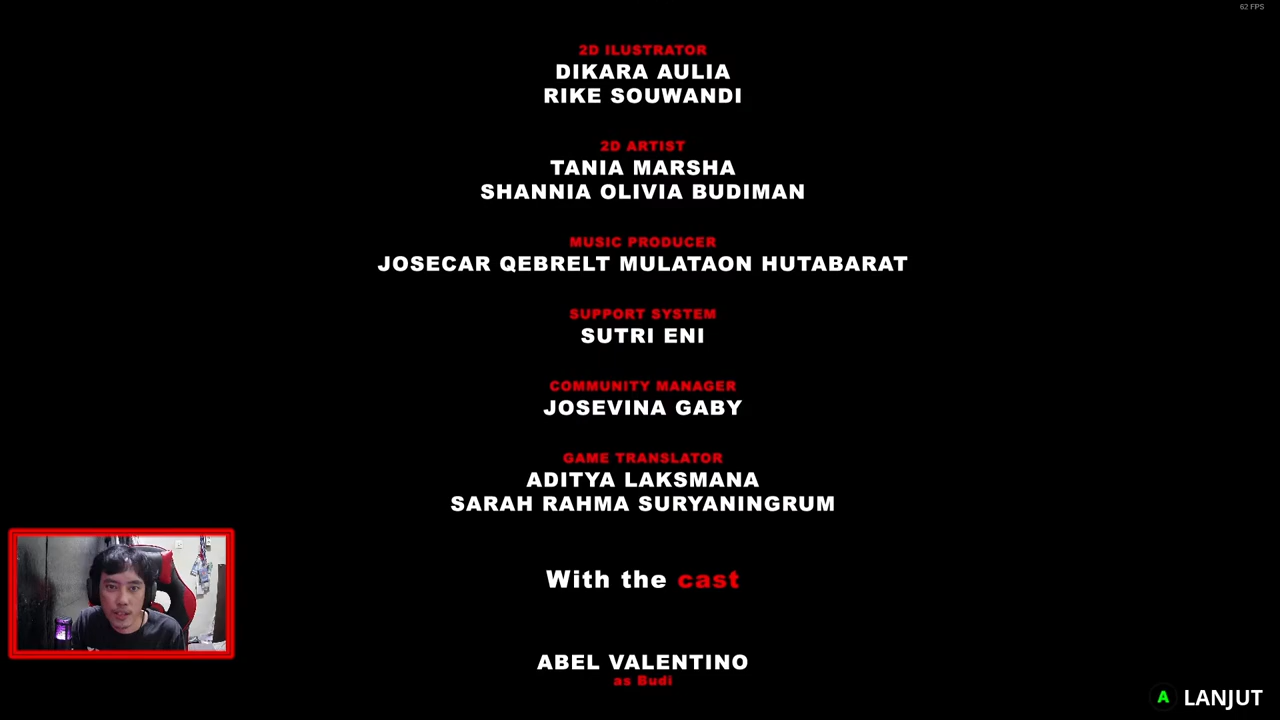 62 FPS
2D ILUSTRATOR
DIKARA AULIA
RIKE SOUWANDI
2D ARTIST
TANIA MARSHA
SHANNIA OLIVIA BUDIMAN
MUSIC PRODUCER
JOSECAR QEBRELT MULATAON HUTABARAT
SUPPORT SYSTEM
SUTRI ENI
COMMUNITY MANAGER
JOSEVINA GABY
GAME TRANSLATOR
ADITYA LAKSMANA
SARAH RAHMA SURYANINGRUM
With the cast
ABEL VALENTINO
as Budi
A LANJUT